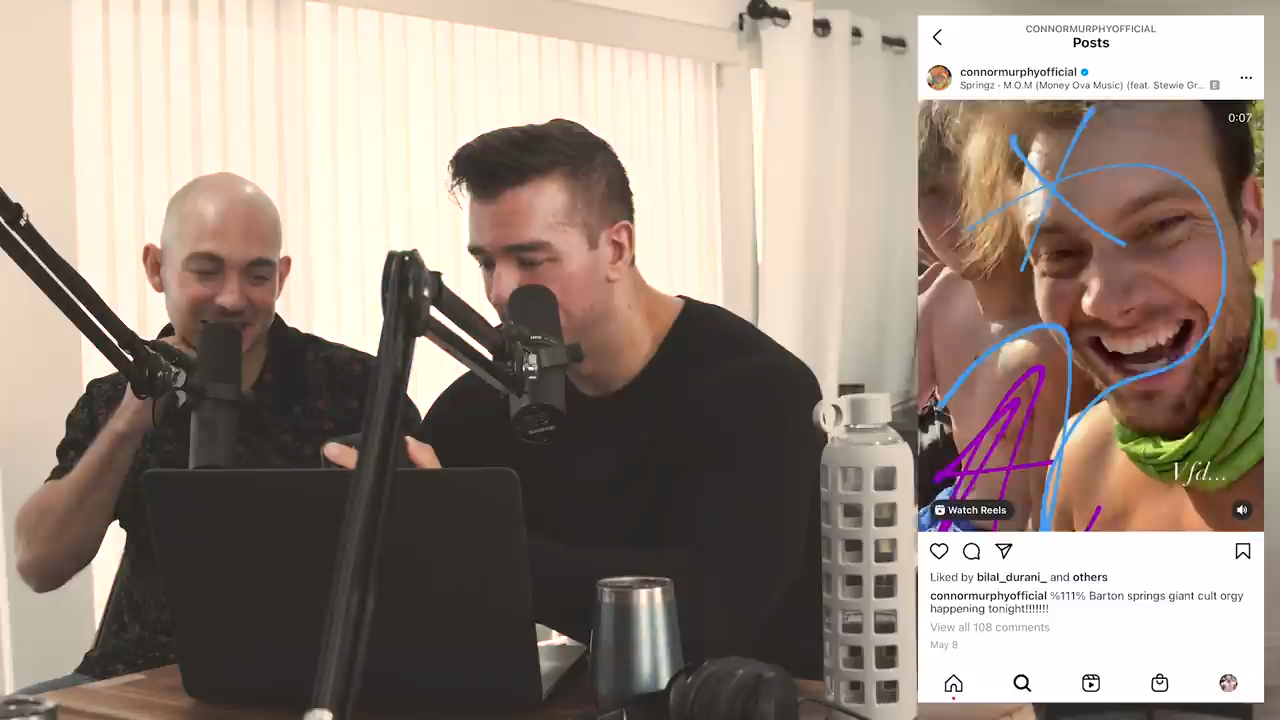 CONNORMURPHYOFFICIAL
Posts
connormurphyofficial
Springz - M.O.M (Money Ova Music) (feat. Stewie Gr...
E
0:07
Vfd...
Watch Reels
Liked by bilal_durani_ and others
connormurphyofficial %111% Barton springs giant cult orgy
happening tonight!!!!!!!
View all 108 comments
May 8